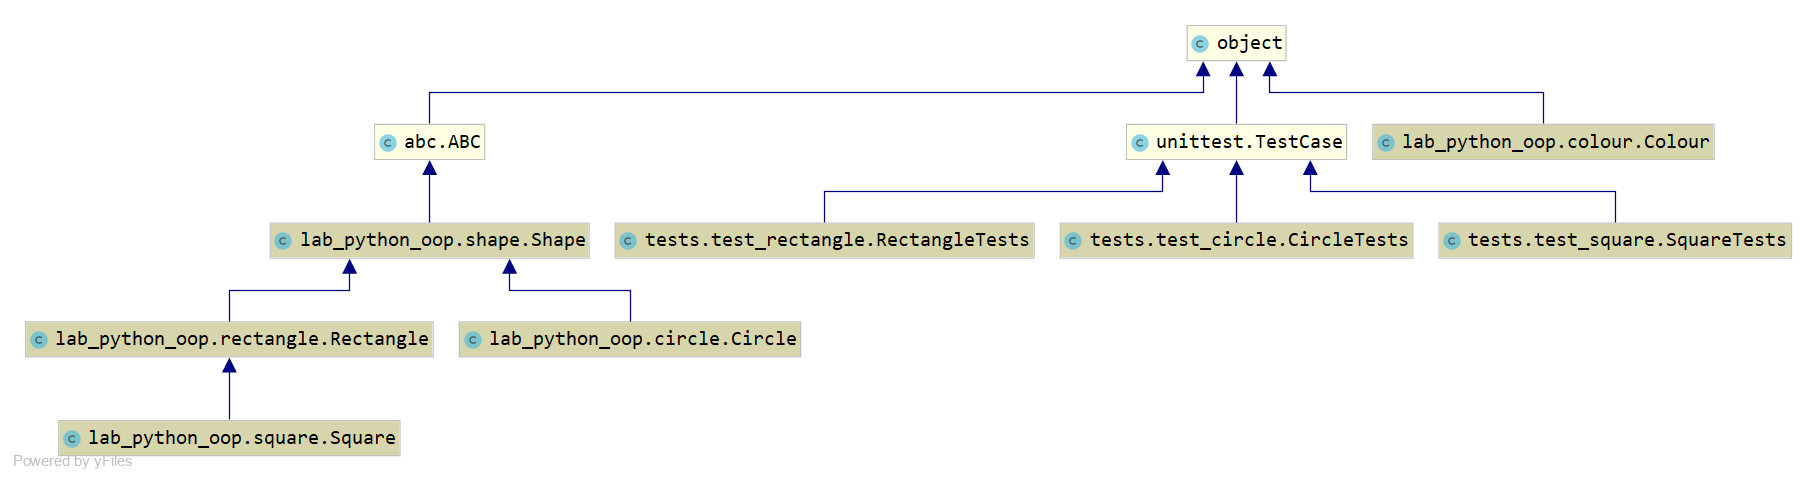 object
abc.ABC
unittest.TestCase
lab_python_oop.colour.Colour
lab_python_oop.shape.Shape
tests.test_rectangle.RectangleTests
tests.test_circle.CircleTests
tests.test_square.SquareTests
lab_python_oop.rectangle.Rectangle
lab_python_oop.circle.Circle
lab_python_oop.square.Square
Powered by yFiles